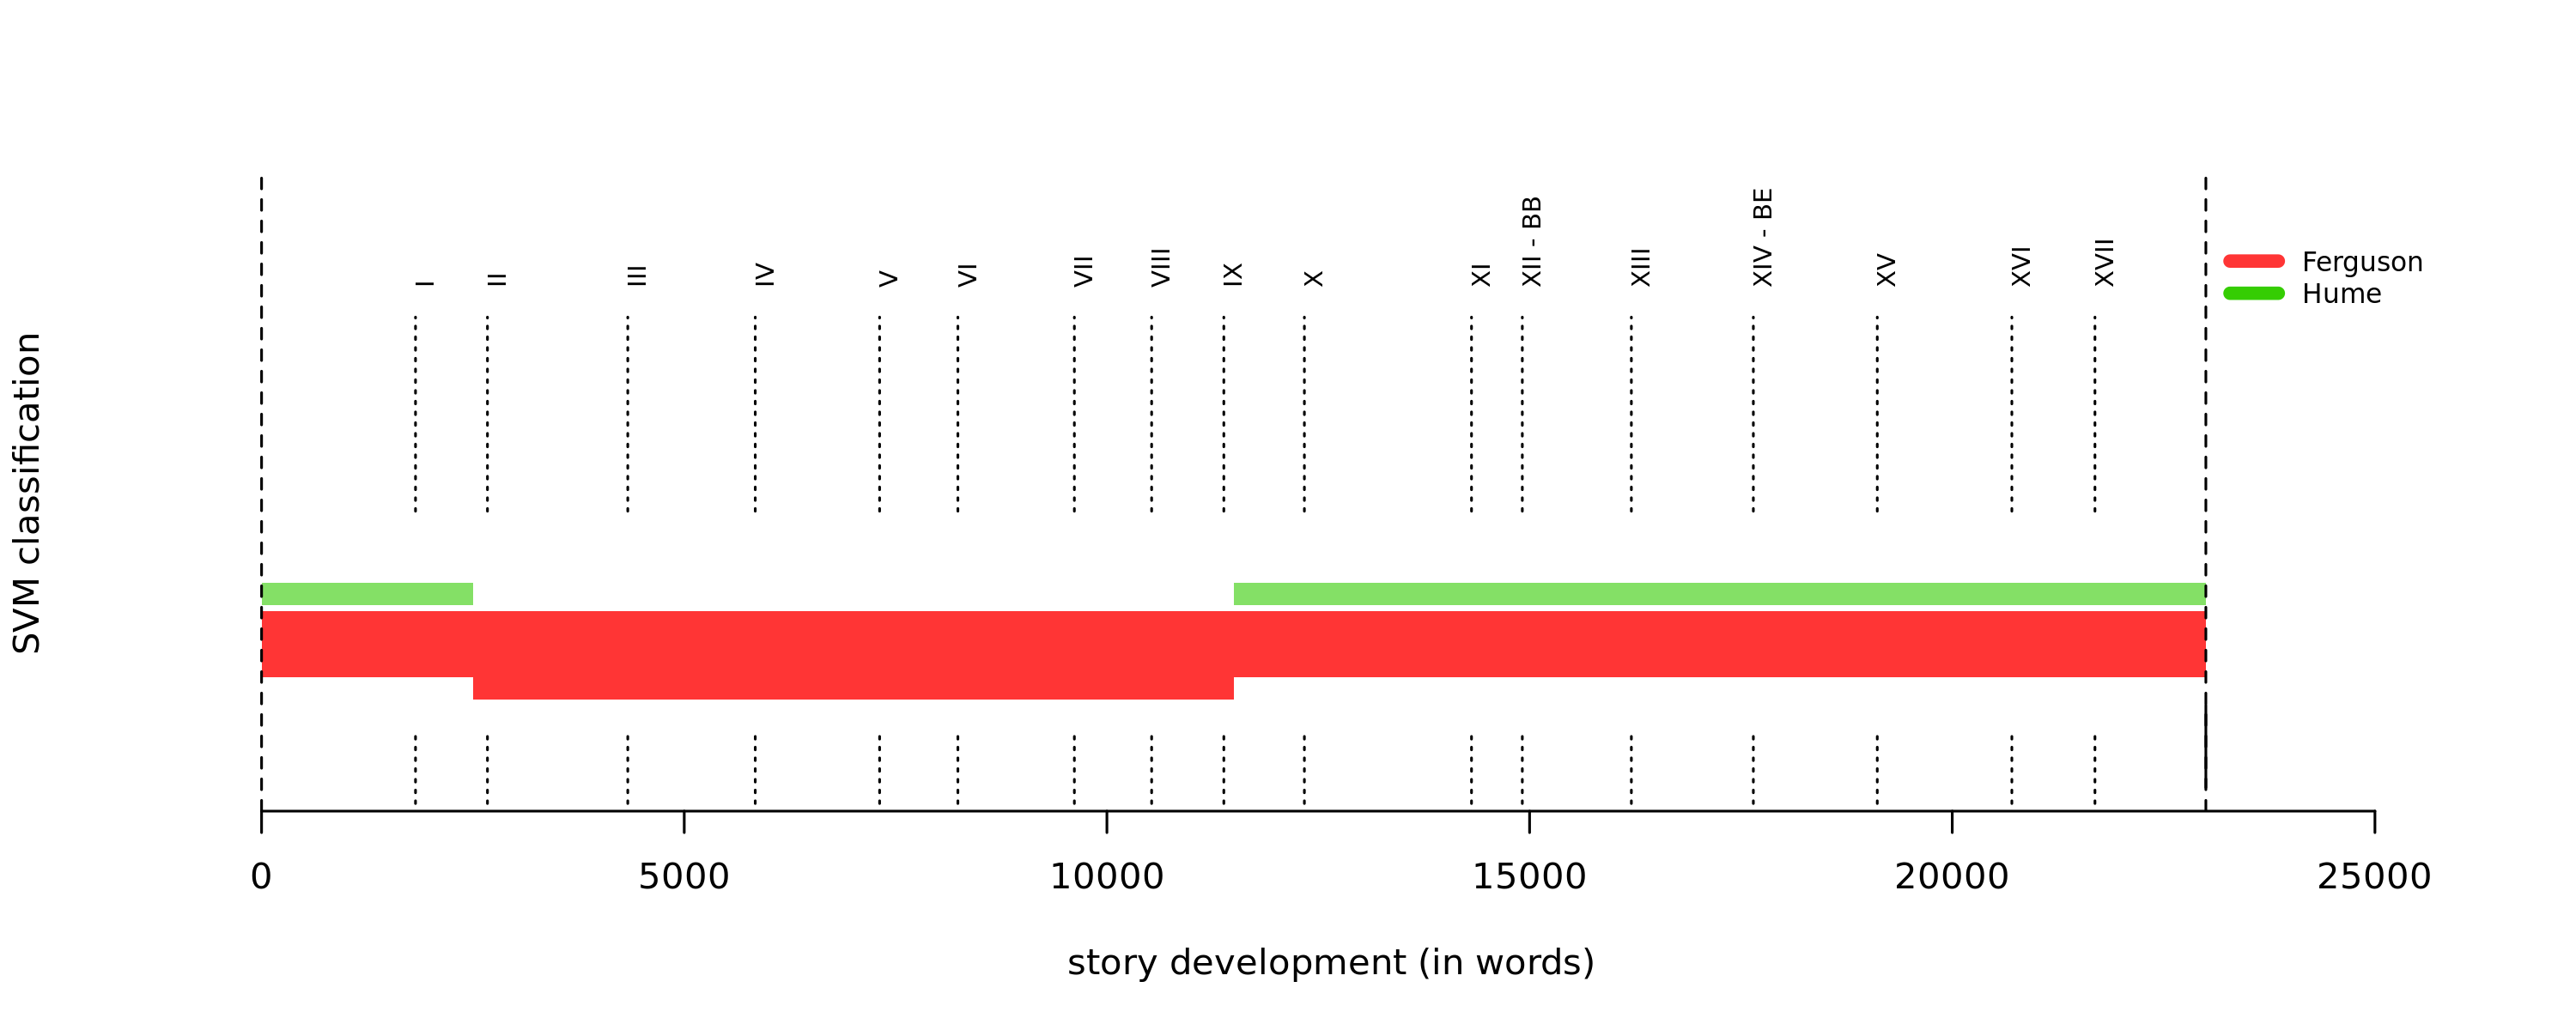 I
II
III
IV
V
VI
VII
VIII
IX
X
XI
XII - BB
XIII
XIV - BE
XV
XVI
XVII
Ferguson
Hume
SVM classification
0
5000
10000
15000
20000
25000
story development (in words)